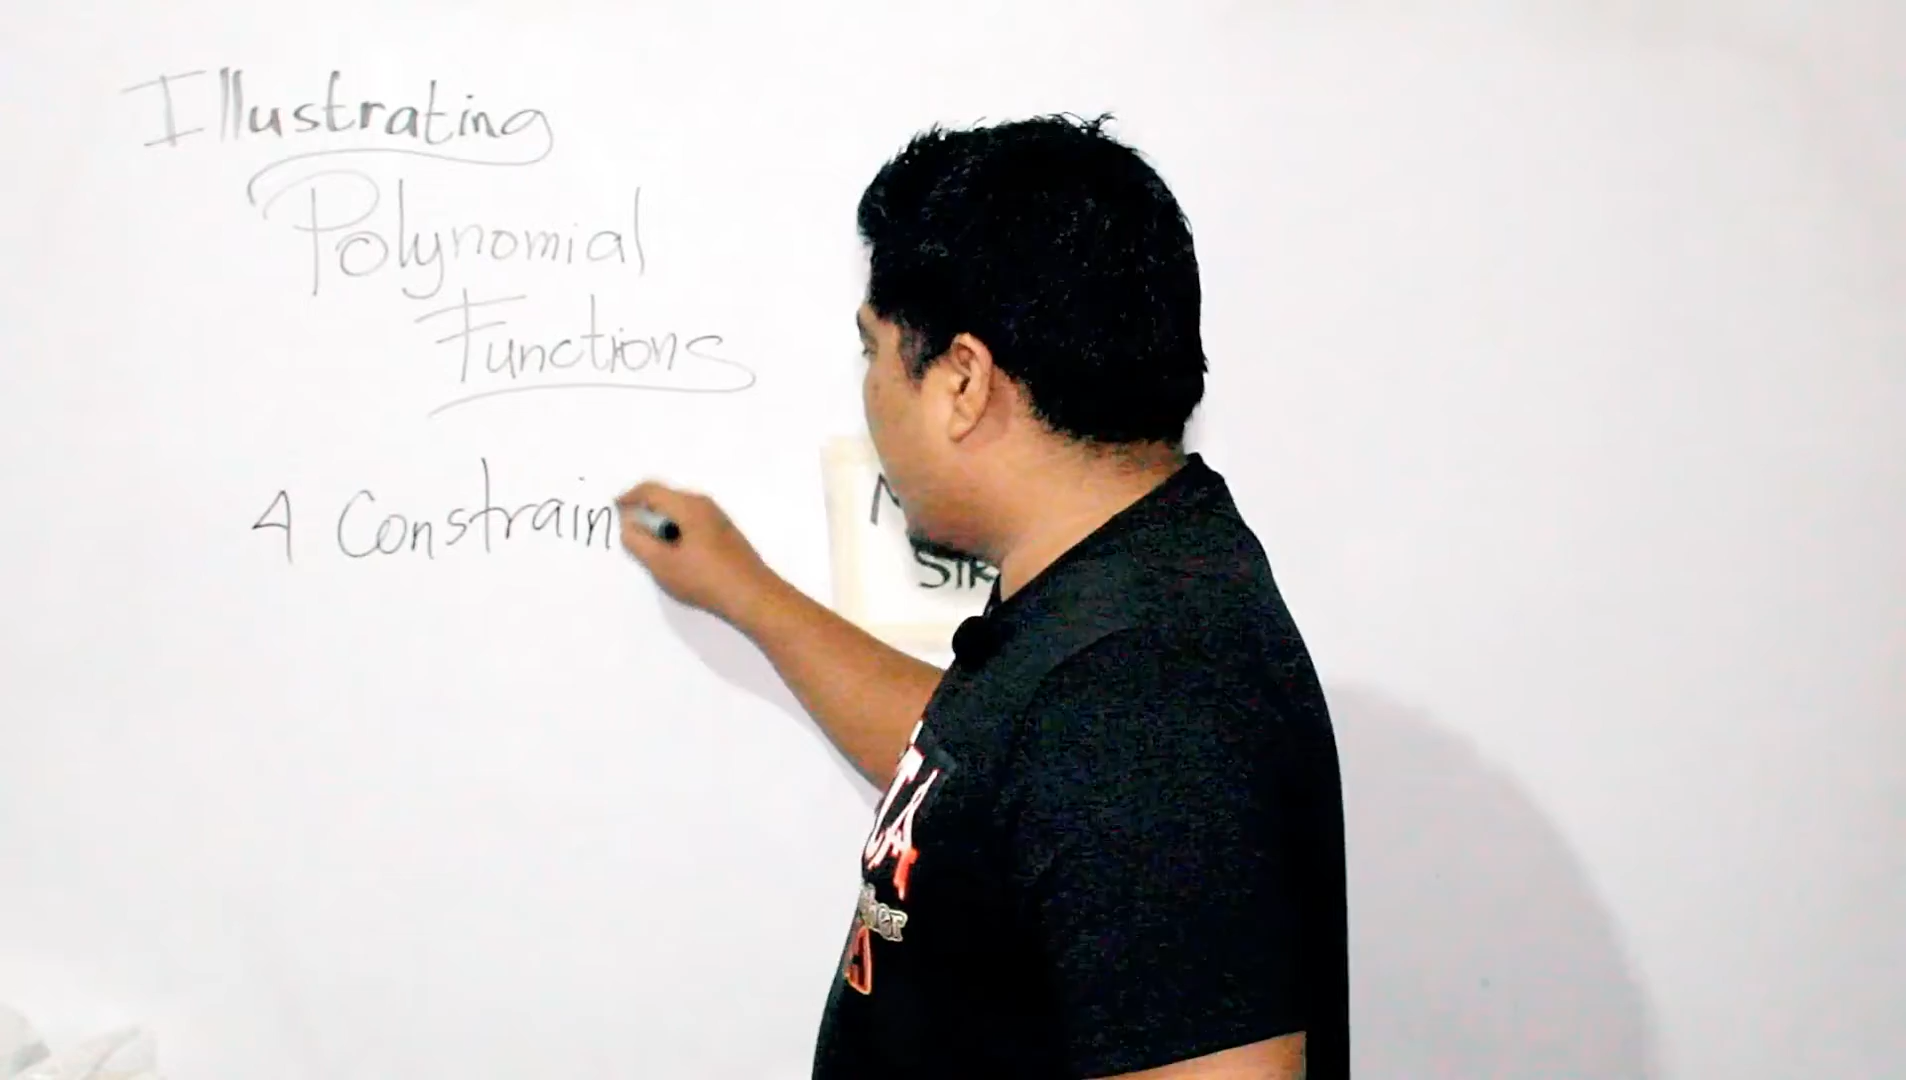 Illustrating
Polynomial
Functions
4 Constrain